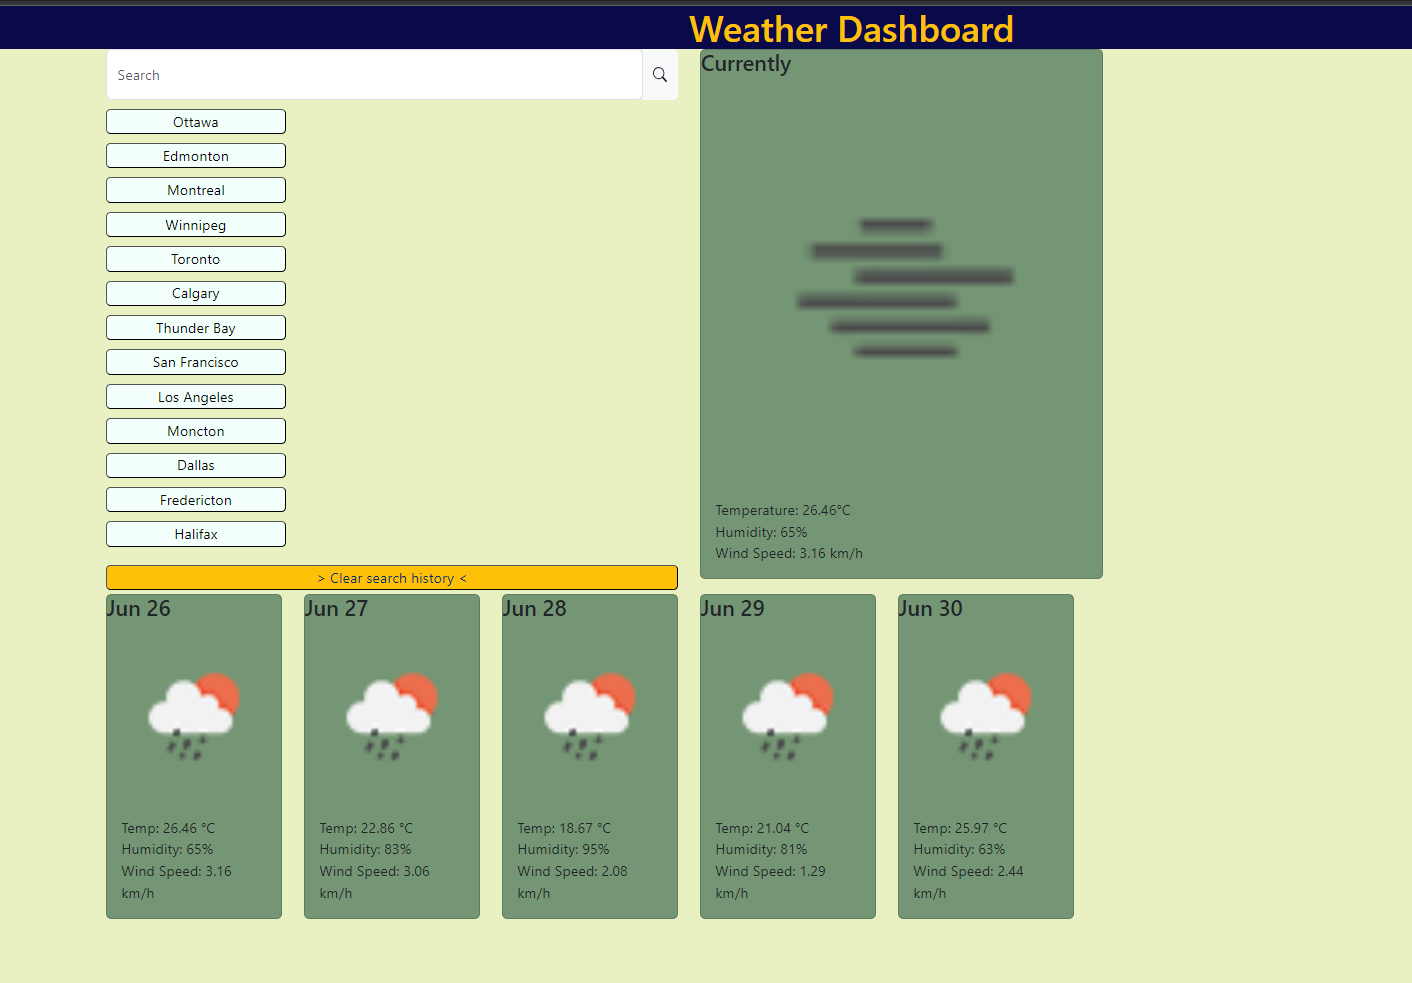 Weather Dashboard
Search
Ottawa
Edmonton
Montreal
Winnipeg
Toronto
Calgary
Thunder Bay
San Francisco
Los Angeles
Moncton
Dallas
Fredericton
Halifax
> Clear search history <
Currently
Temperature: 26.46°C
Humidity: 65%
Wind Speed: 3.16 km/h
Jun 26
Temp: 26.46 °C
Humidity: 65%
Wind Speed: 3.16
km/h
Jun 27
Temp: 22.86 °C
Humidity: 83%
Wind Speed: 3.06
km/h
Jun 28
Temp: 18.67 °C
Humidity: 95%
Wind Speed: 2.08
km/h
Jun 29
Temp: 21.04 °C
Humidity: 81%
Wind Speed: 1.29
km/h
Jun 30
Temp: 25.97 °C
Humidity: 63%
Wind Speed: 2.44
km/h